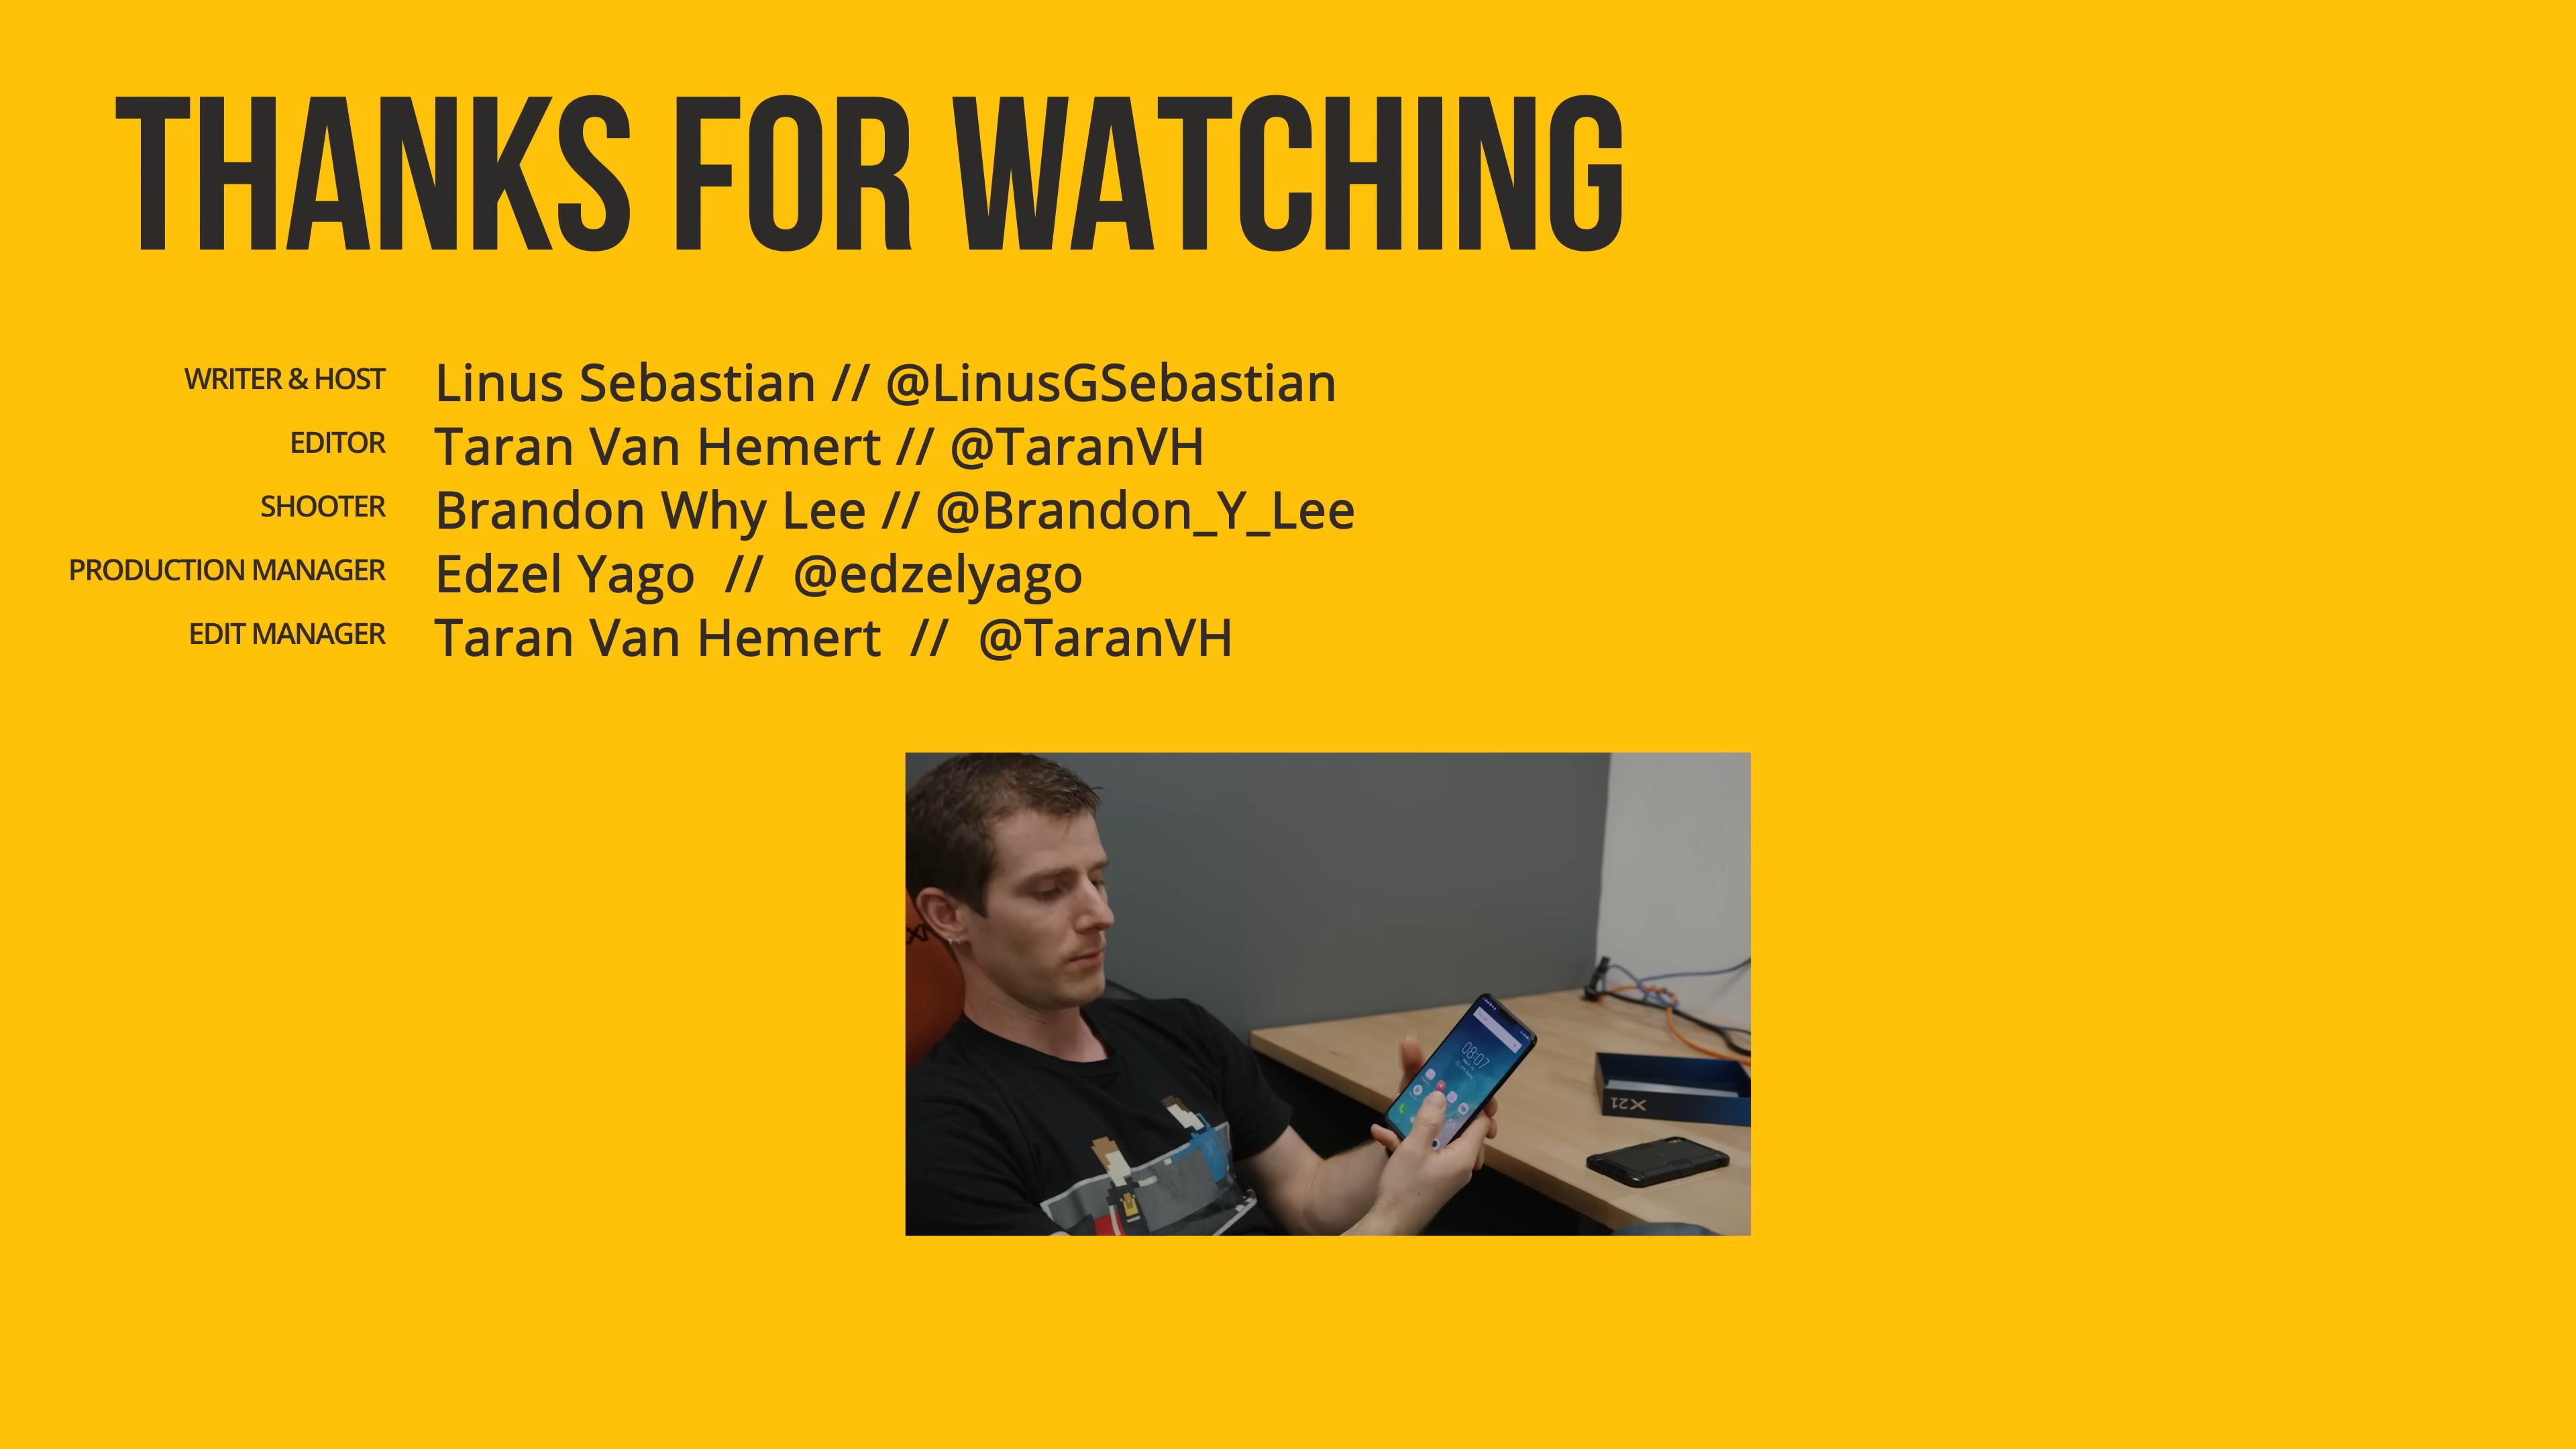 THANKS FOR WATCHING
WRITER & HOST Linus Sebastian // @LinusGSebastian
EDITOR Taran Van Hemert // @TaranVH
SHOOTER Brandon Why Lee // @Brandon_Y_Lee
PRODUCTION MANAGER Edzel Yago // @edzelyago
EDIT MANAGER Taran Van Hemert // @TaranVH
08:07
X21